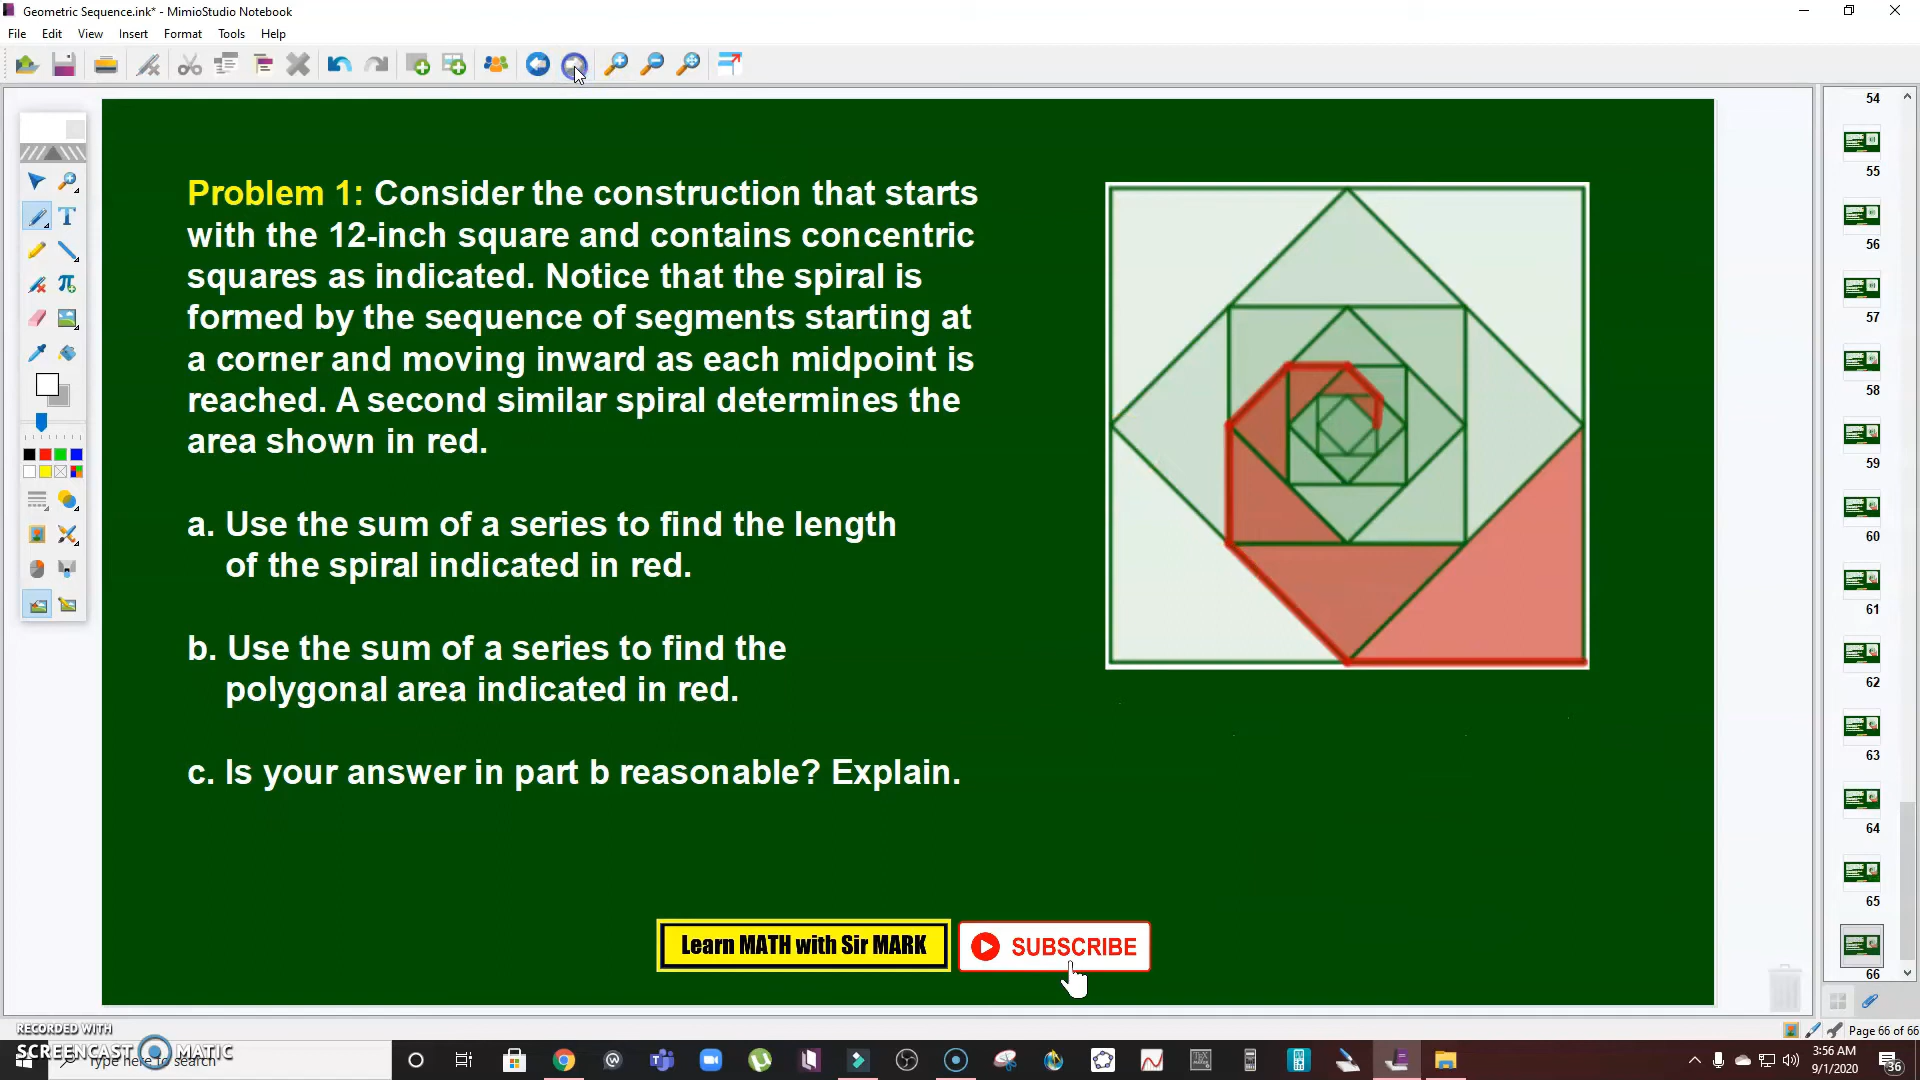 Geometric Sequence.ink* - MimioStudio Notebook
File Edit View Insert Format Tools Help
Problem 1: Consider the construction that starts
with the 12-inch square and contains concentric
squares as indicated. Notice that the spiral is
formed by the sequence of segments starting at
a corner and moving inward as each midpoint is
reached. A second similar spiral determines the
area shown in red.
a. Use the sum of a series to find the length
of the spiral indicated in red.
b. Use the sum of a series to find the
polygonal area indicated in red.
c. Is your answer in part b reasonable? Explain.
Learn MATH with Sir MARK
SUBSCRIBE
54
55
56
57
58
59
60
61
62
63
64
65
66
Page 66 of 66
RECORDED WITH
SCREENCAST MATIC
Type here to search
3:56 AM
9/1/2020
36